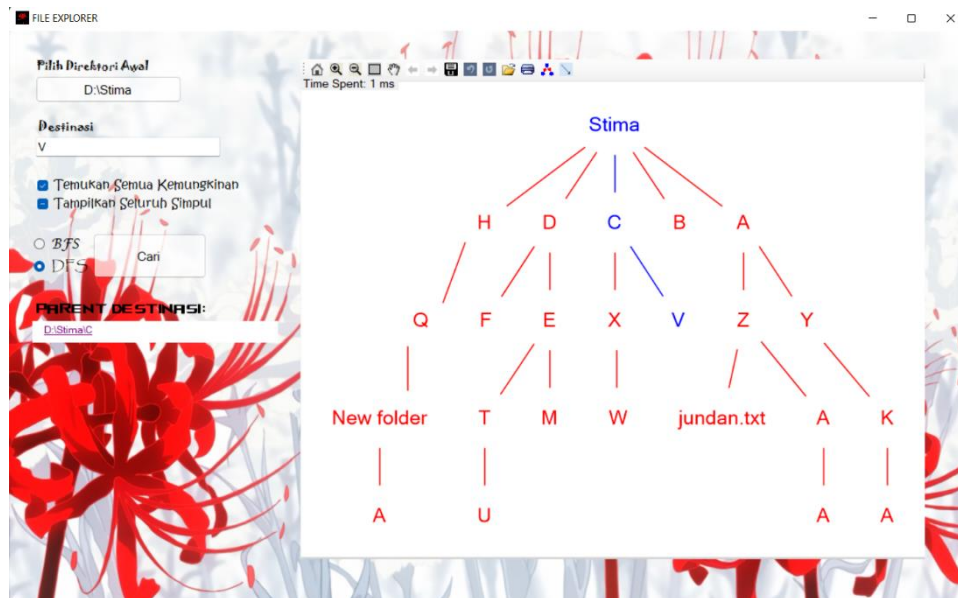 FILE EXPLORER
Pilih Direktori Awal
D:\Stima
Destinasi
V
Temukan Semua Kemungkinan
Tampilkan Seluruh Simpul
BFS
DFS
Cari
PARENT DESTINASI:
D:\Stima\C
Time Spent: 1 ms
Stima
H D C B A
Q F E X V Z Y
New folder T M W jundan.txt A K
A U A A